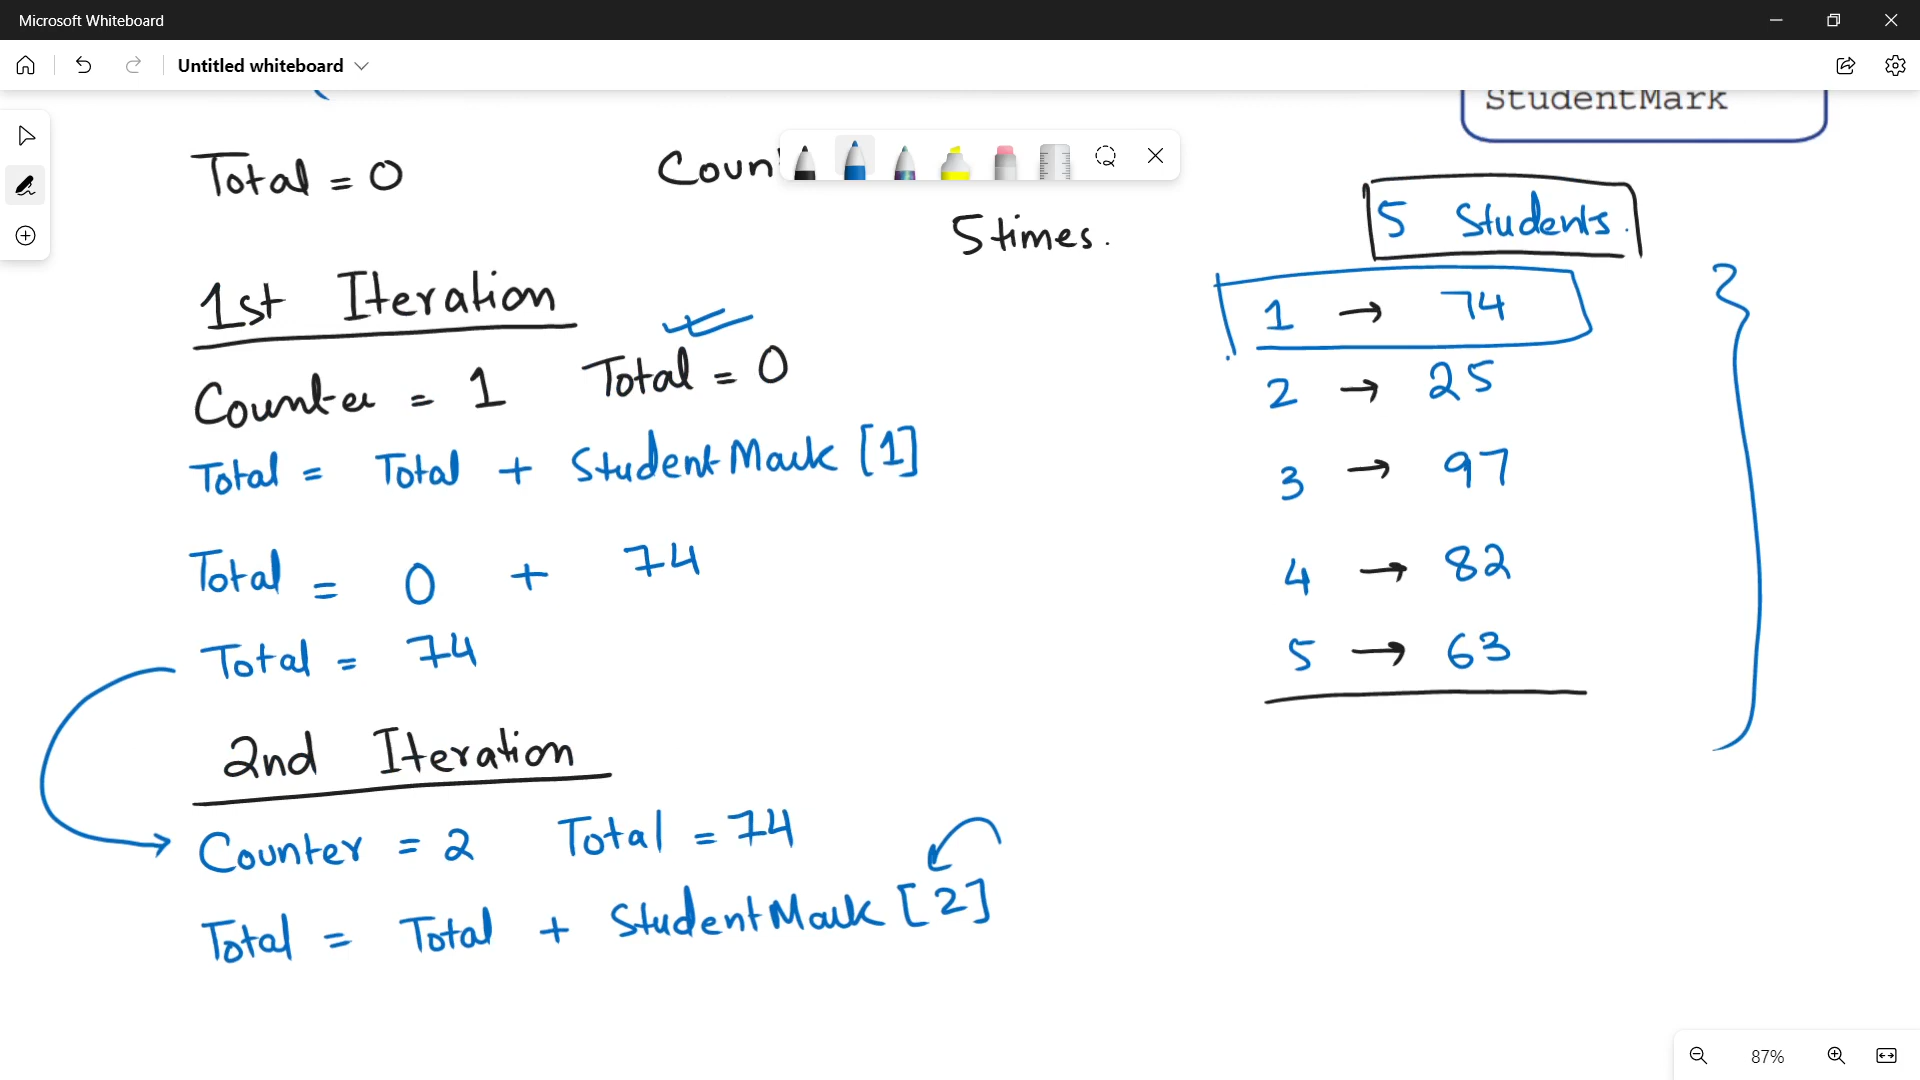 Microsoft Whiteboard
Untitled whiteboard
StudentMark
Total = 0
Coun
5 times.
5 Students.
1st Iteration
1 → 74
Counter = 1 Total = 0
2 → 25
Total = Total + StudentMark [1]
3 → 97
Total = 0 + 74
4 → 82
Total = 74
5 → 63
2nd Iteration
Counter = 2 Total = 74
Total = Total + StudentMark [2]
87%